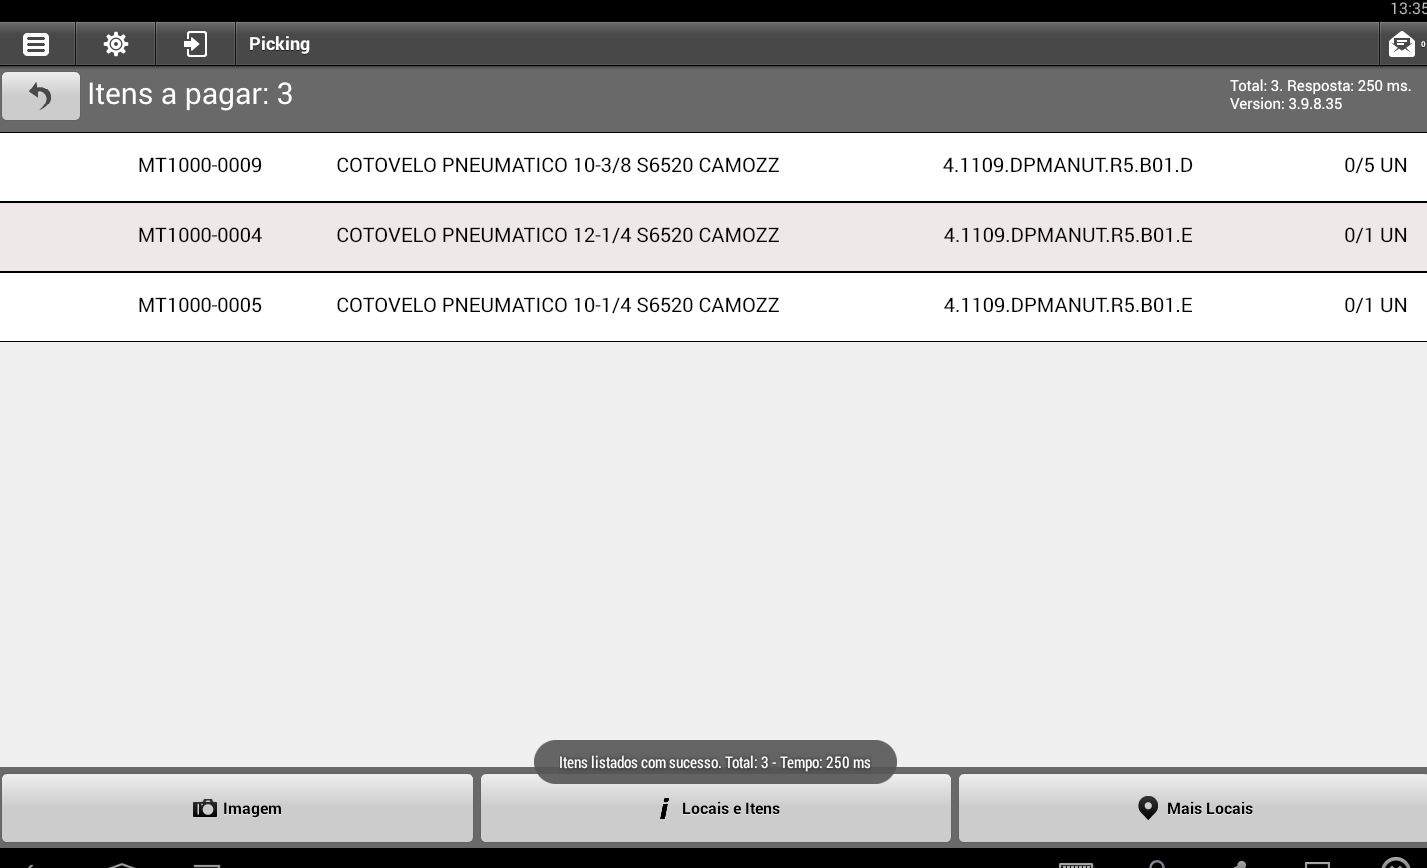 13:35
Picking
0
Itens a pagar: 3
Total: 3. Resposta: 250 ms.
Version: 3.9.8.35
MT1000-0009 COTOVELO PNEUMATICO 10-3/8 S6520 CAMOZZ 4.1109.DPMANUT.R5.B01.D 0/5 UN
MT1000-0004 COTOVELO PNEUMATICO 12-1/4 S6520 CAMOZZ 4.1109.DPMANUT.R5.B01.E 0/1 UN
MT1000-0005 COTOVELO PNEUMATICO 10-1/4 S6520 CAMOZZ 4.1109.DPMANUT.R5.B01.E 0/1 UN
Itens listados com sucesso. Total: 3 - Tempo: 250 ms
Imagem
Locais e Itens
Mais Locais